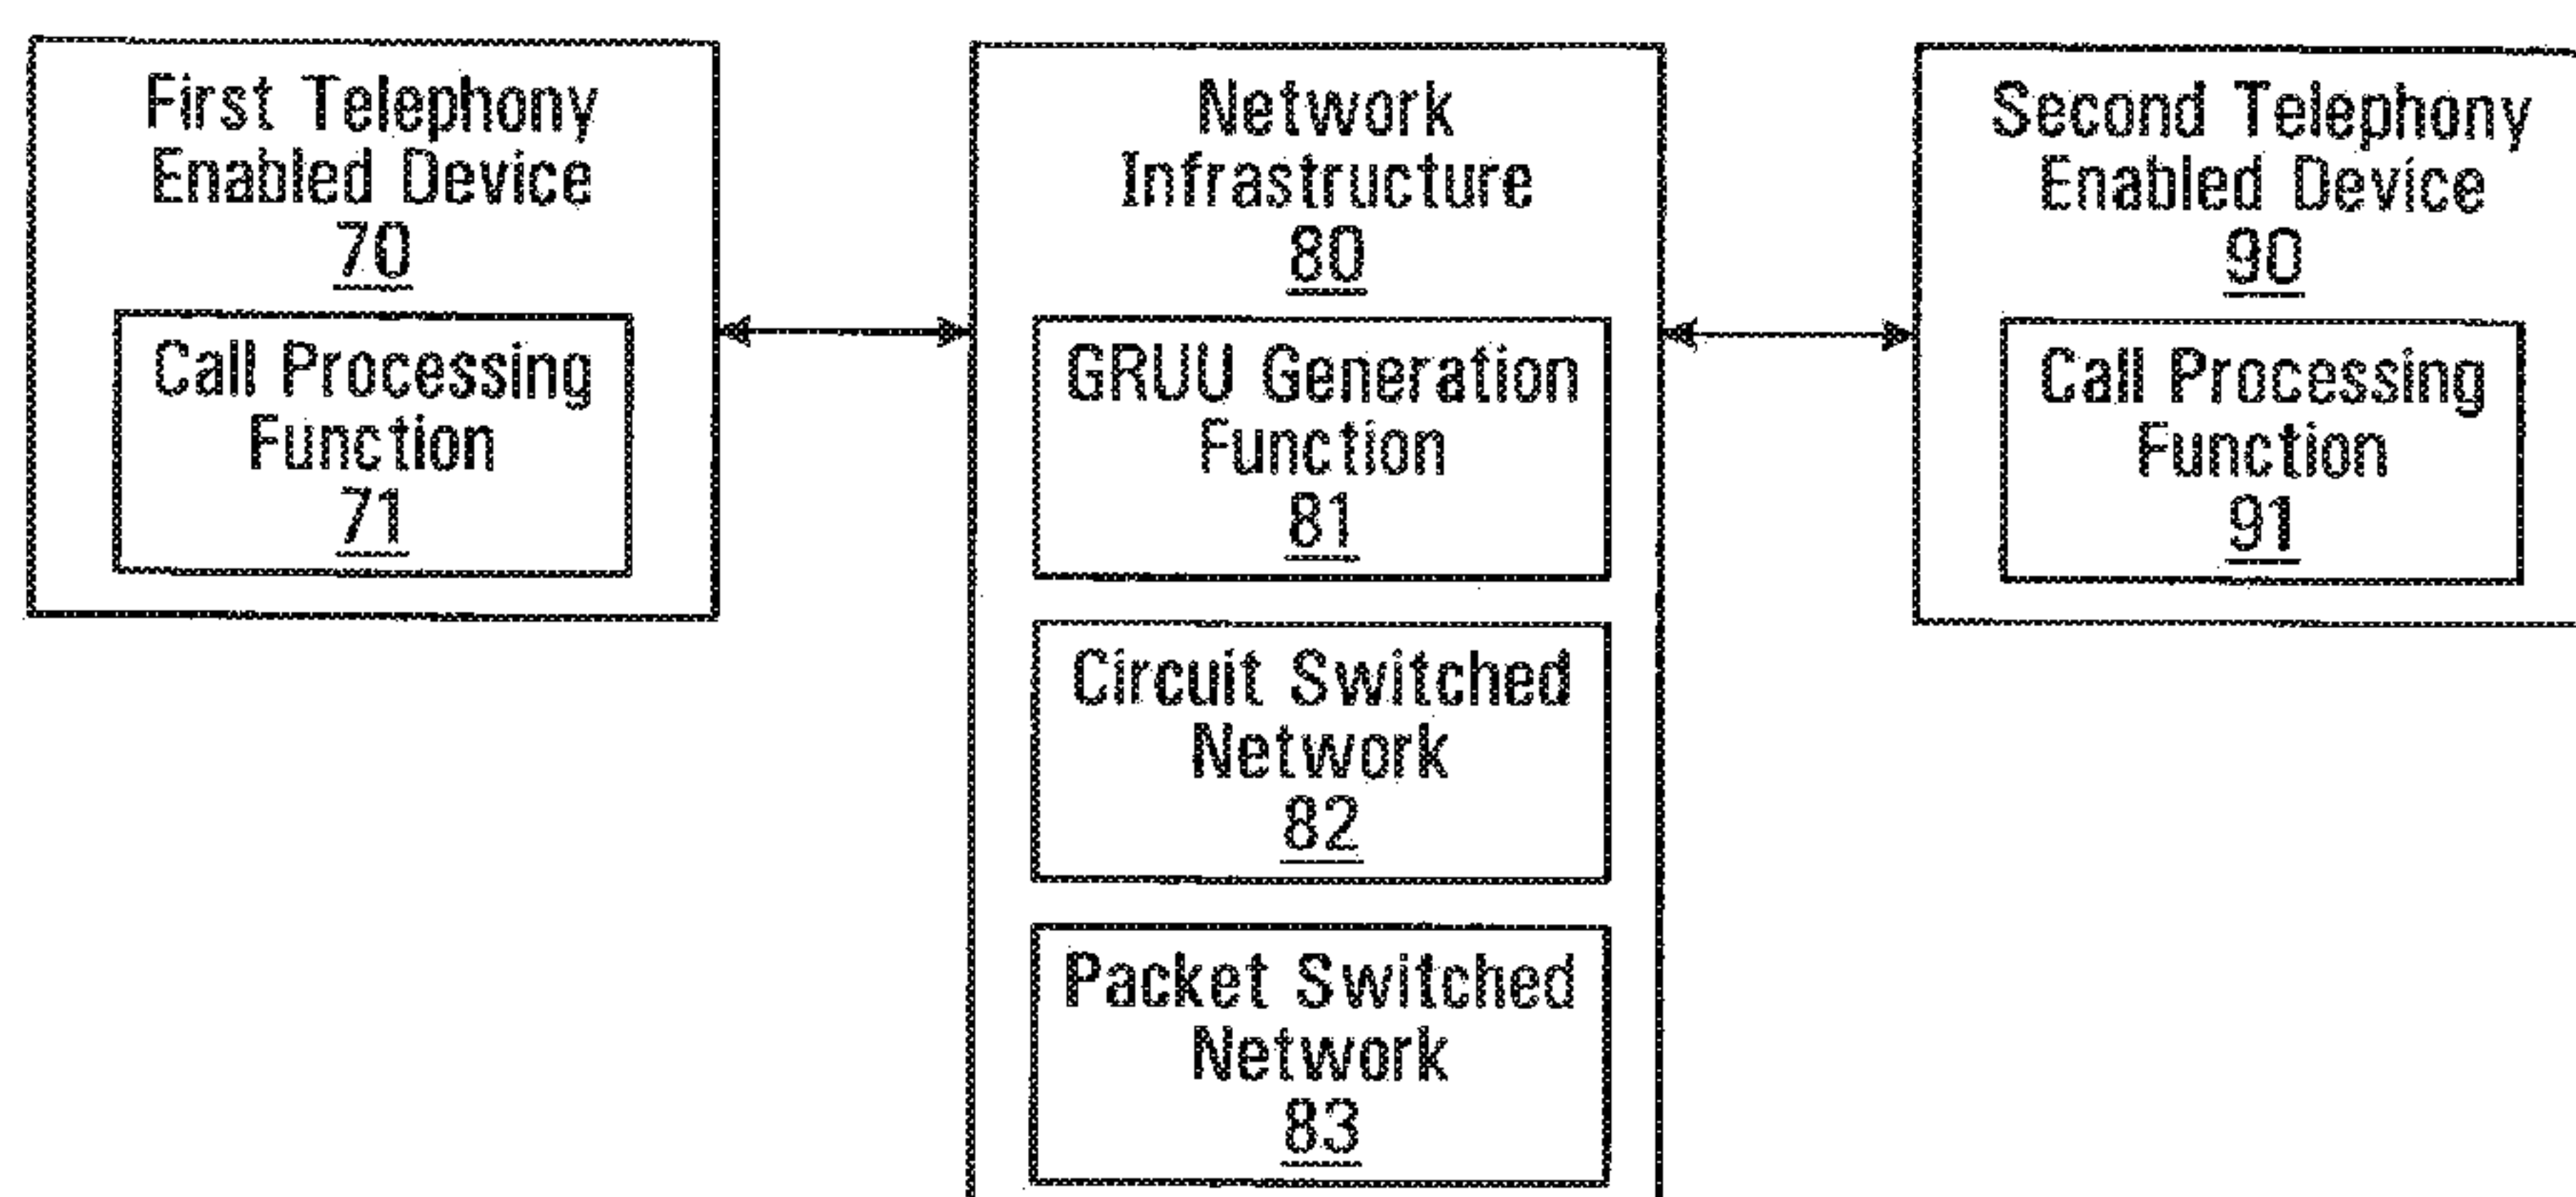 First Telephony
Enabled Device
70
Call Processing
Function
71
Network
Infrastructure
80
GRUU Generation
Function
81
Circuit Switched
Network
82
Packet Switched
Network
83
Second Telephony
Enabled Device
90
Call Processing
Function
91